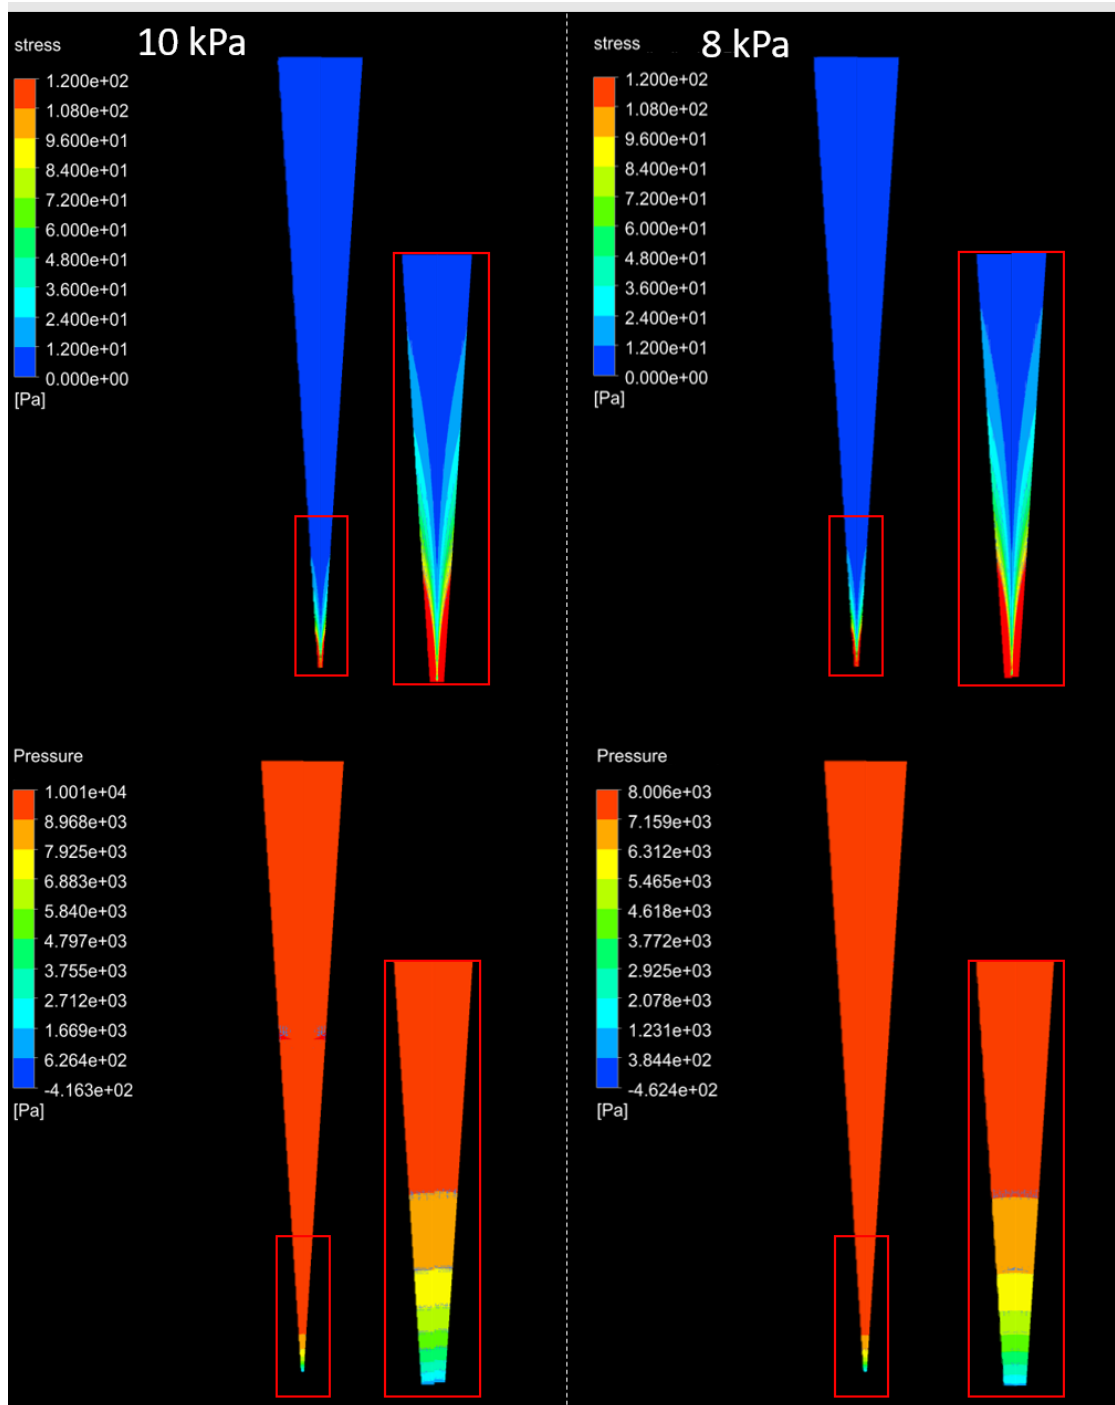 10 kPa
stress
1.200e+02
1.080e+02
9.600e+01
8.400e+01
7.200e+01
6.000e+01
4.800e+01
3.600e+01
2.400e+01
1.200e+01
0.000e+00
[Pa]
8 kPa
stress
1.200e+02
1.080e+02
9.600e+01
8.400e+01
7.200e+01
6.000e+01
4.800e+01
3.600e+01
2.400e+01
1.200e+01
0.000e+00
[Pa]
Pressure
1.001e+04
8.968e+03
7.925e+03
6.883e+03
5.840e+03
4.797e+03
3.755e+03
2.712e+03
1.669e+03
6.264e+02
-4.163e+02
[Pa]
Pressure
8.006e+03
7.159e+03
6.312e+03
5.465e+03
4.618e+03
3.772e+03
2.925e+03
2.078e+03
1.231e+03
3.844e+02
-4.624e+02
[Pa]